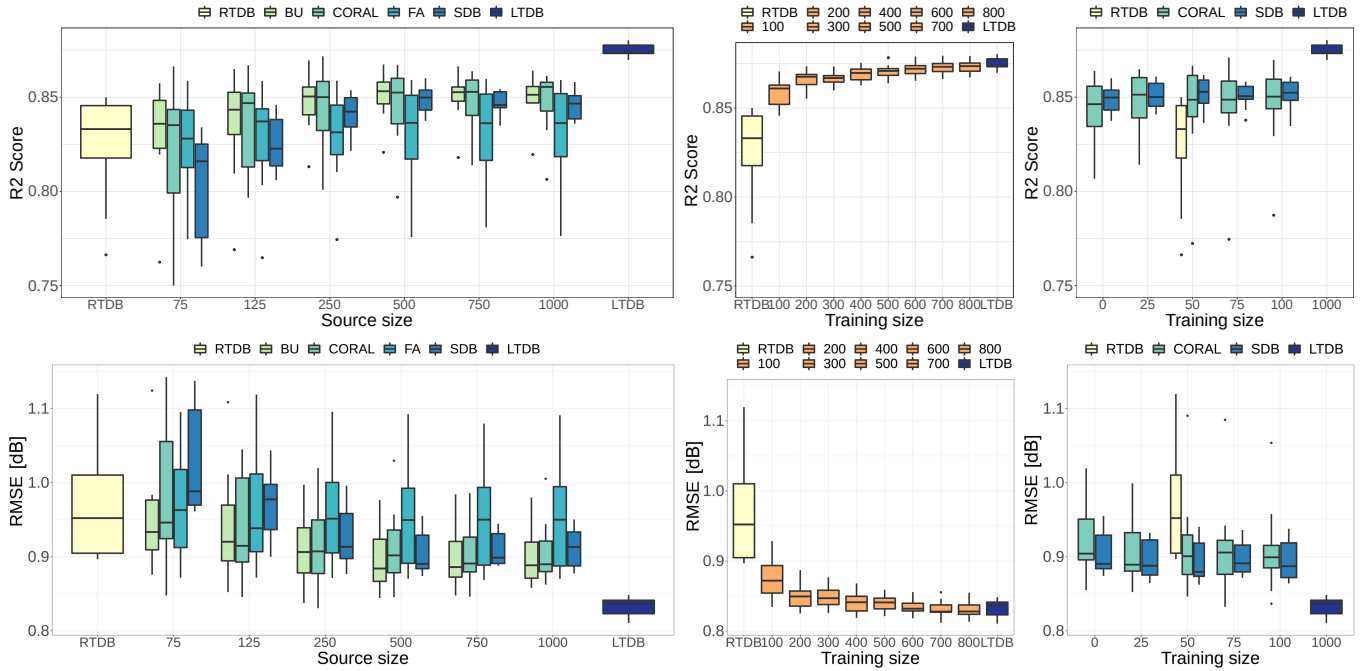 RTDB BU CORAL FA SDB LTDB
R2 Score
0.85
0.80
0.75
RTDB 75 125 250 500 750 1000 LTDB
Source size
RTDB 200 400 600 800
100 300 500 700 LTDB
R2 Score
0.85
0.80
0.75
RTDB 100 200 300 400 500 600 700 800 LTDB
Training size
RTDB CORAL SDB LTDB
R2 Score
0.85
0.80
0.75
0 25 50 75 100 1000
Training size
RTDB BU CORAL FA SDB LTDB
RMSE [dB]
1.1
1.0
0.9
0.8
RTDB 75 125 250 500 750 1000 LTDB
Source size
RTDB 200 400 600 800
100 300 500 700 LTDB
RMSE [dB]
1.1
1.0
0.9
0.8
RTDB 100 200 300 400 500 600 700 800 LTDB
Training size
RTDB CORAL SDB LTDB
RMSE [dB]
1.1
1.0
0.9
0.8
0 25 50 75 100 1000
Training size